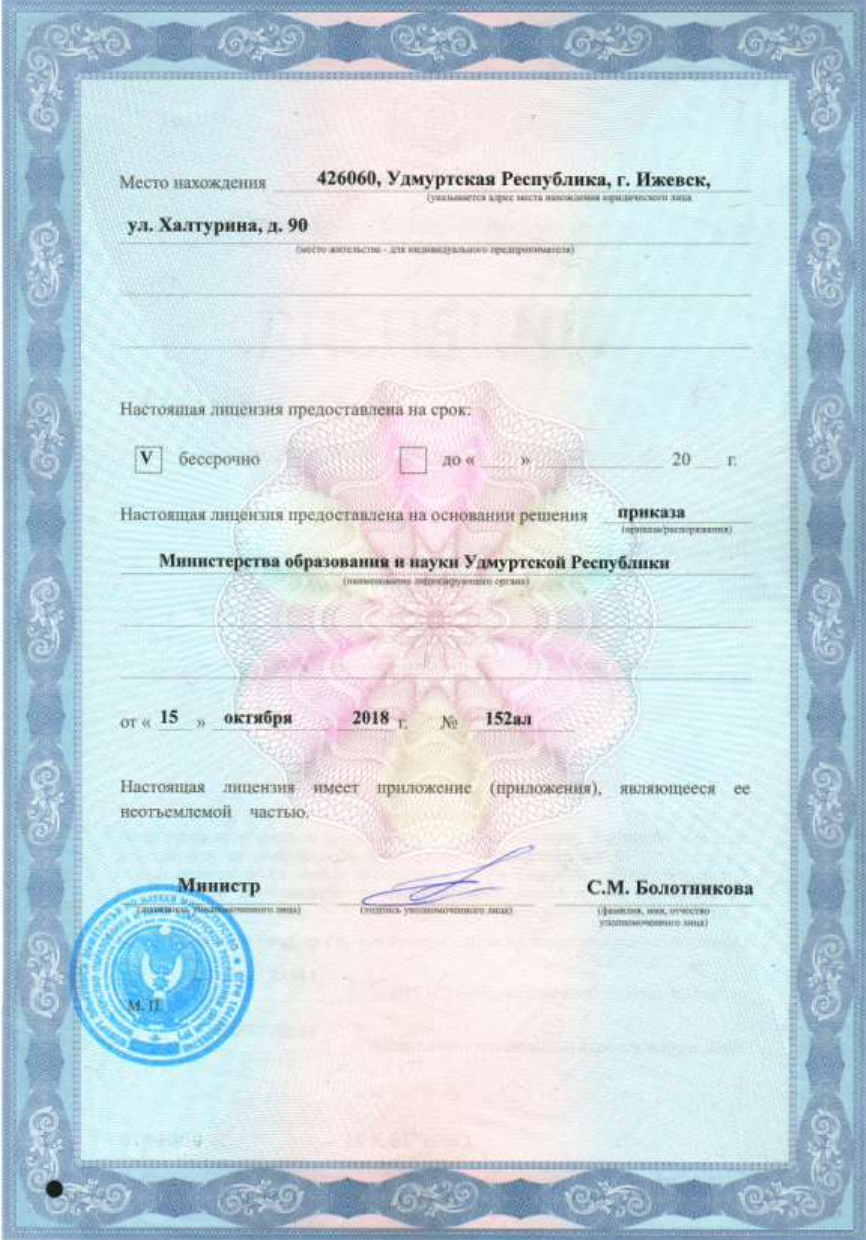 Место нахождения 426060, Удмуртская Республика, г. Ижевск,
(указывается адрес места нахождения юридического лица
ул. Халтурина, д. 90
(место жительства - для индивидуального предпринимателя)
Настоящая лицензия предоставлена на срок:
V бессрочно до « » 20 г.
Настоящая лицензия предоставлена на основании решения приказа
(приказа/распоряжения)
Министерства образования и науки Удмуртской Республики
(наименование лицензирующего органа)
от « 15 » октября 2018 г. № 152ал
Настоящая лицензия имеет приложение (приложения), являющееся ее
неотъемлемой частью.
Министр С.М. Болотникова
(должность уполномоченного лица) (подпись уполномоченного лица) (фамилия, имя, отчество
уполномоченного лица)
М. П.